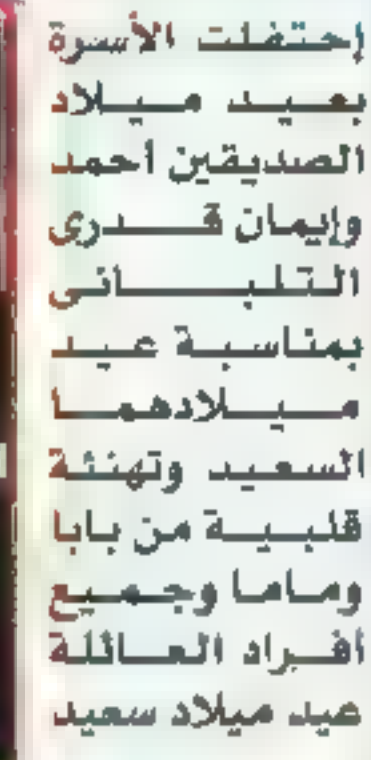 إحتفلت الأسرة
بعيد ميلاد
الصديقين أحمد
وإيمان قدرى
التلبانى
بمناسبة عيد
ميلادهما
السعيد وتهنئة
قلبية من بابا
وماما وجميع
أفراد العائلة
عيد ميلاد سعيد